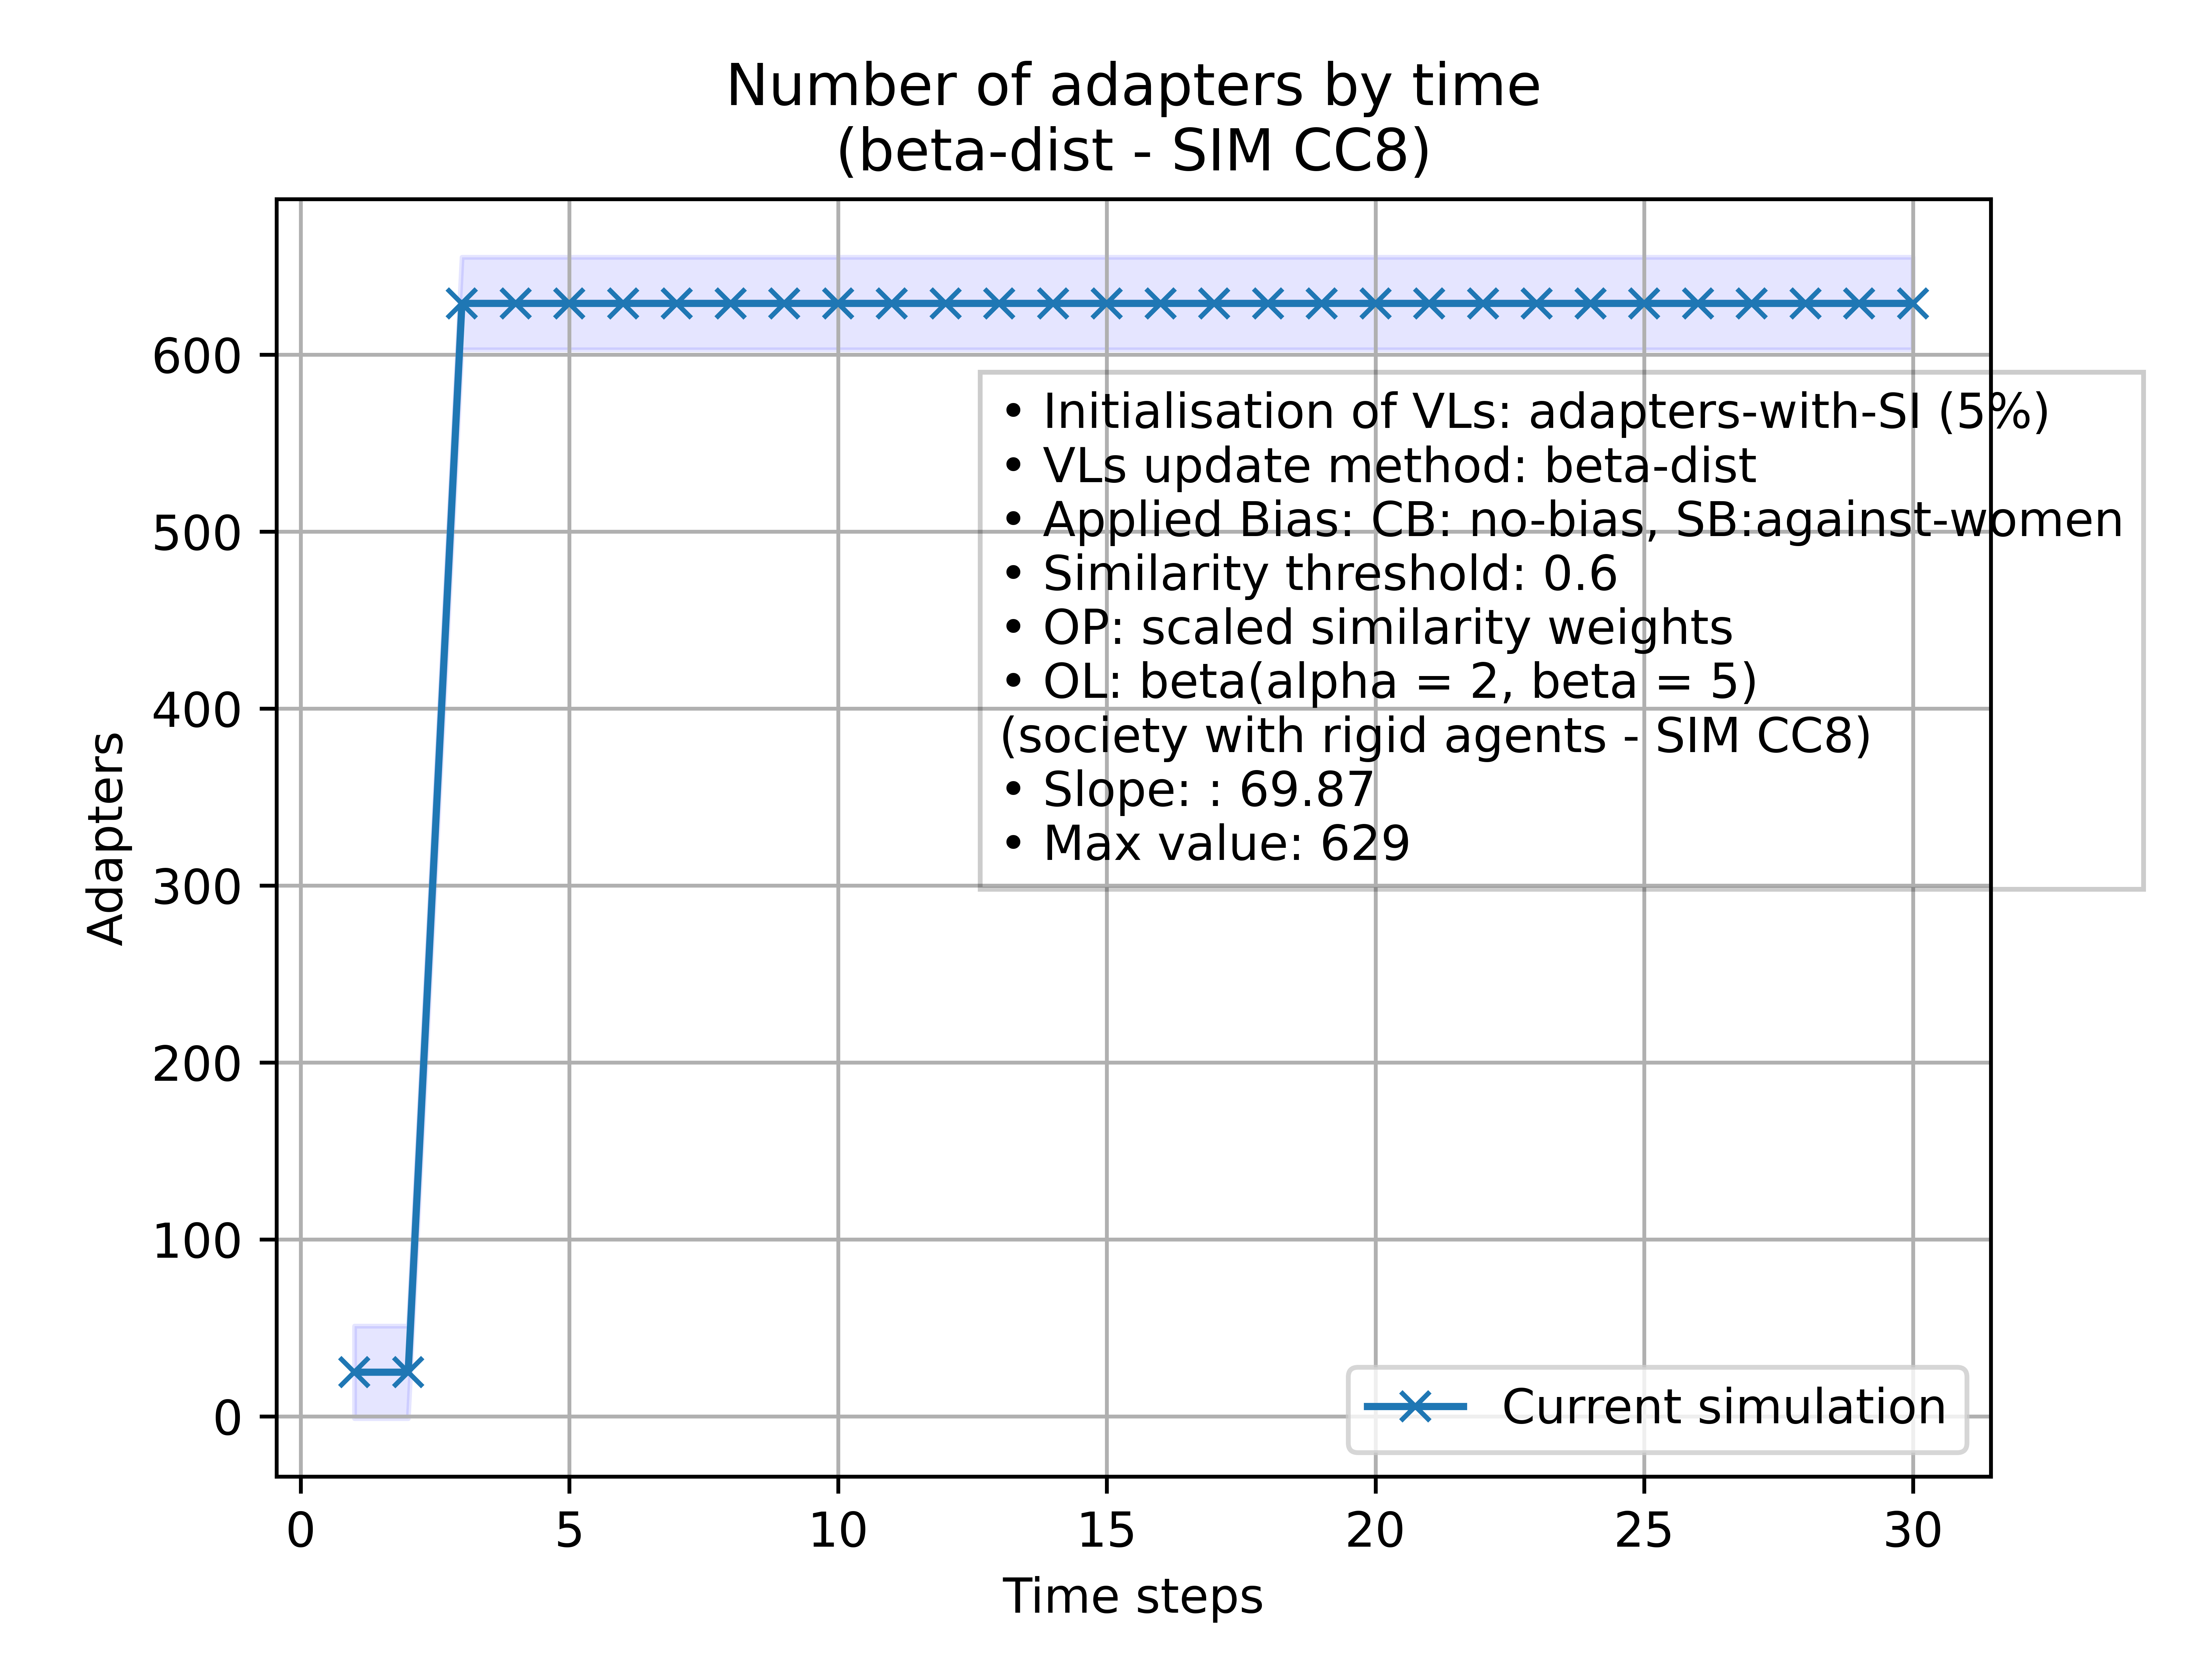 Number of adapters by time
(beta-dist - SIM CC8)
600
500
400
300
200
100
0
Adapters
• Initialisation of VLs: adapters-with-SI (5%)
• VLs update method: beta-dist
• Applied Bias: CB: no-bias, SB:against-women
• Similarity threshold: 0.6
• OP: scaled similarity weights
• OL: beta(alpha = 2, beta = 5)
(society with rigid agents - SIM CC8)
• Slope: : 69.87
• Max value: 629
Current simulation
0 5 10 15 20 25 30
Time steps